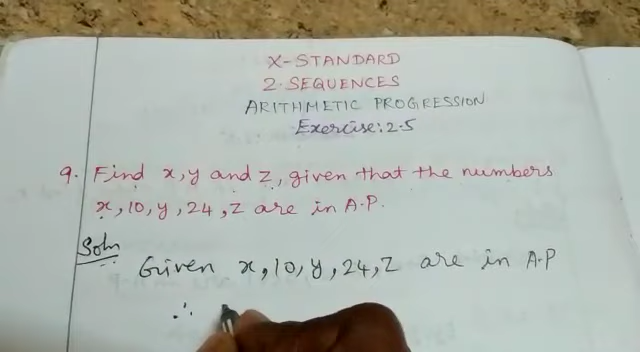 X-STANDARD
2. SEQUENCES
ARITHMETIC PROGRESSION
Exercise: 2.5
9. Find x, y and z, given that the numbers
x, 10, y, 24, z are in A.P.
Soln
Given x, 10, y, 24, z are in A.P
∴